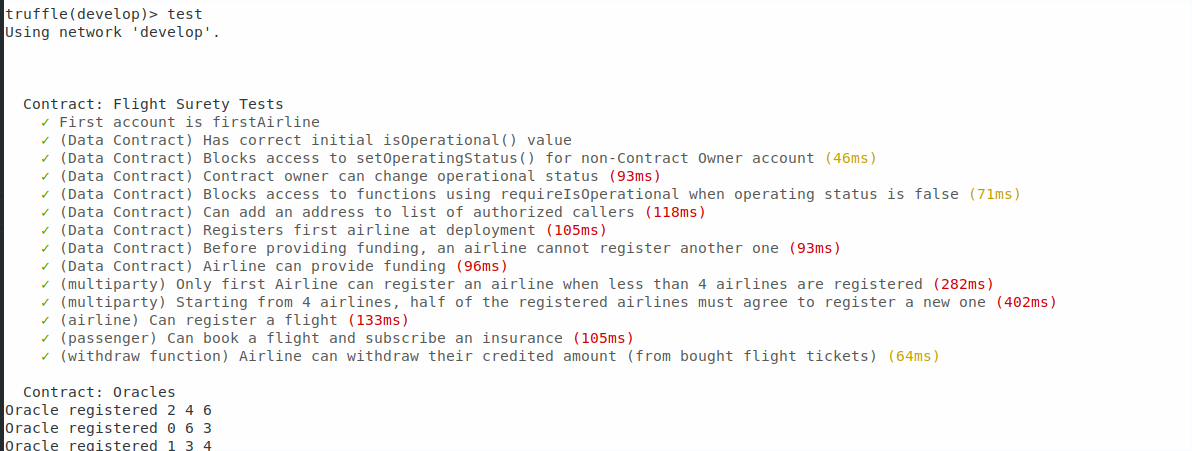 truffle(develop)> test
Using network 'develop'.
Contract: Flight Surety Tests
✓ First account is firstAirline
✓ (Data Contract) Has correct initial isOperational() value
✓ (Data Contract) Blocks access to setOperatingStatus() for non-Contract Owner account (46ms)
✓ (Data Contract) Contract owner can change operational status (93ms)
✓ (Data Contract) Blocks access to functions using requireIsOperational when operating status is false (71ms)
✓ (Data Contract) Can add an address to list of authorized callers (118ms)
✓ (Data Contract) Registers first airline at deployment (105ms)
✓ (Data Contract) Before providing funding, an airline cannot register another one (93ms)
✓ (Data Contract) Airline can provide funding (96ms)
✓ (multiparty) Only first Airline can register an airline when less than 4 airlines are registered (282ms)
✓ (multiparty) Starting from 4 airlines, half of the registered airlines must agree to register a new one (402ms)
✓ (airline) Can register a flight (133ms)
✓ (passenger) Can book a flight and subscribe an insurance (105ms)
✓ (withdraw function) Airline can withdraw their credited amount (from bought flight tickets) (64ms)
Contract: Oracles
Oracle registered 2 4 6
Oracle registered 0 6 3
Oracle registered 1 3 4